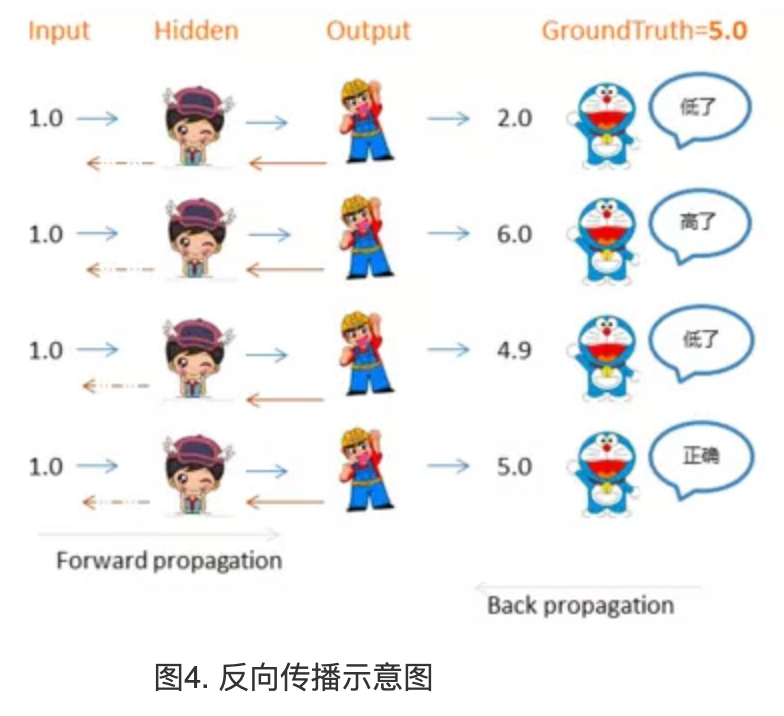 Input Hidden Output GroundTruth=5.0
1.0 2.0 低了
1.0 6.0 高了
1.0 4.9 低了
1.0 5.0 正确
Forward propagation
Back propagation
图4. 反向传播示意图